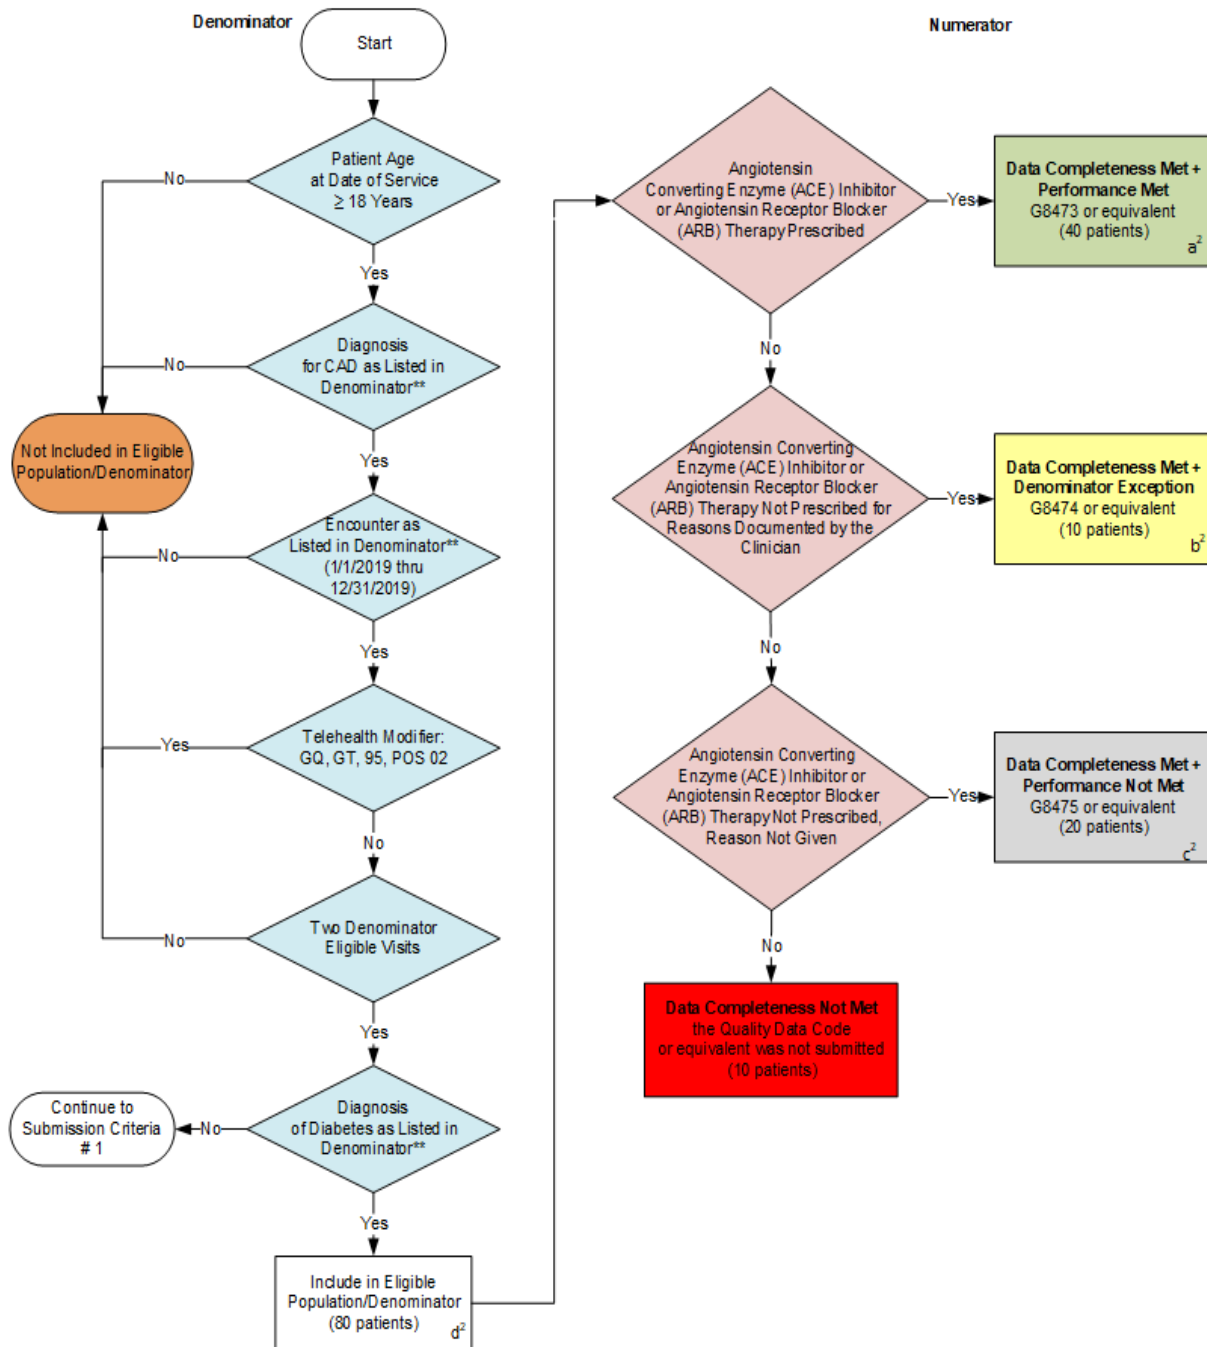 Denominator
Numerator
Start
Patient Age
at Date of Service
≥ 18 Years
No
Yes
Diagnosis
for CAD as Listed in
Denominator**
No
Yes
Not Included in Eligible
Population/Denominator
Encounter as
Listed in Denominator**
(1/1/2019 thru
12/31/2019)
No
Yes
Telehealth Modifier:
GQ, GT, 95, POS 02
Yes
No
Two Denominator
Eligible Visits
No
Yes
Diagnosis
of Diabetes as Listed in
Denominator**
No
Continue to
Submission Criteria
# 1
Yes
Include in Eligible
Population/Denominator
(80 patients)
d²
Angiotensin
Converting Enzyme (ACE) Inhibitor
or Angiotensin Receptor Blocker
(ARB) Therapy Prescribed
Yes
Data Completeness Met +
Performance Met
G8473 or equivalent
(40 patients)
a²
No
Angiotensin Converting
Enzyme (ACE) Inhibitor or
Angiotensin Receptor Blocker
(ARB) Therapy Not Prescribed for
Reasons Documented by the
Clinician
Yes
Data Completeness Met +
Denominator Exception
G8474 or equivalent
(10 patients)
b²
No
Angiotensin Converting
Enzyme (ACE) Inhibitor or
Angiotensin Receptor Blocker
(ARB) Therapy Not Prescribed,
Reason Not Given
Yes
Data Completeness Met +
Performance Not Met
G8475 or equivalent
(20 patients)
c²
No
Data Completeness Not Met
the Quality Data Code
or equivalent was not submitted
(10 patients)